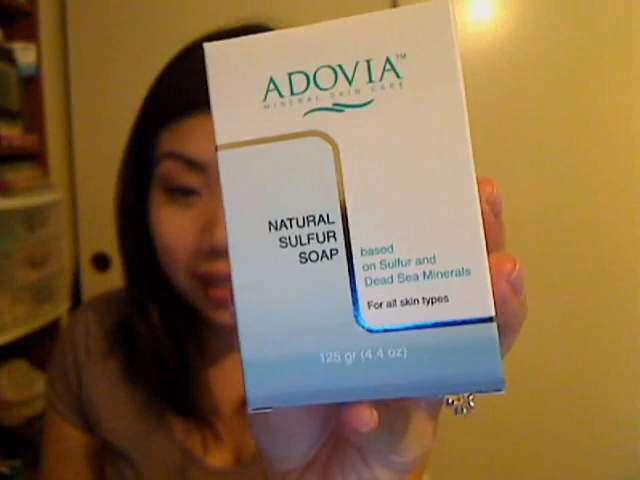 ADOVIA™
MINERAL SKIN CARE
NATURAL
SULFUR
SOAP
based
on Sulfur and
Dead Sea Minerals
For all skin types
125 gr (4.4 oz)